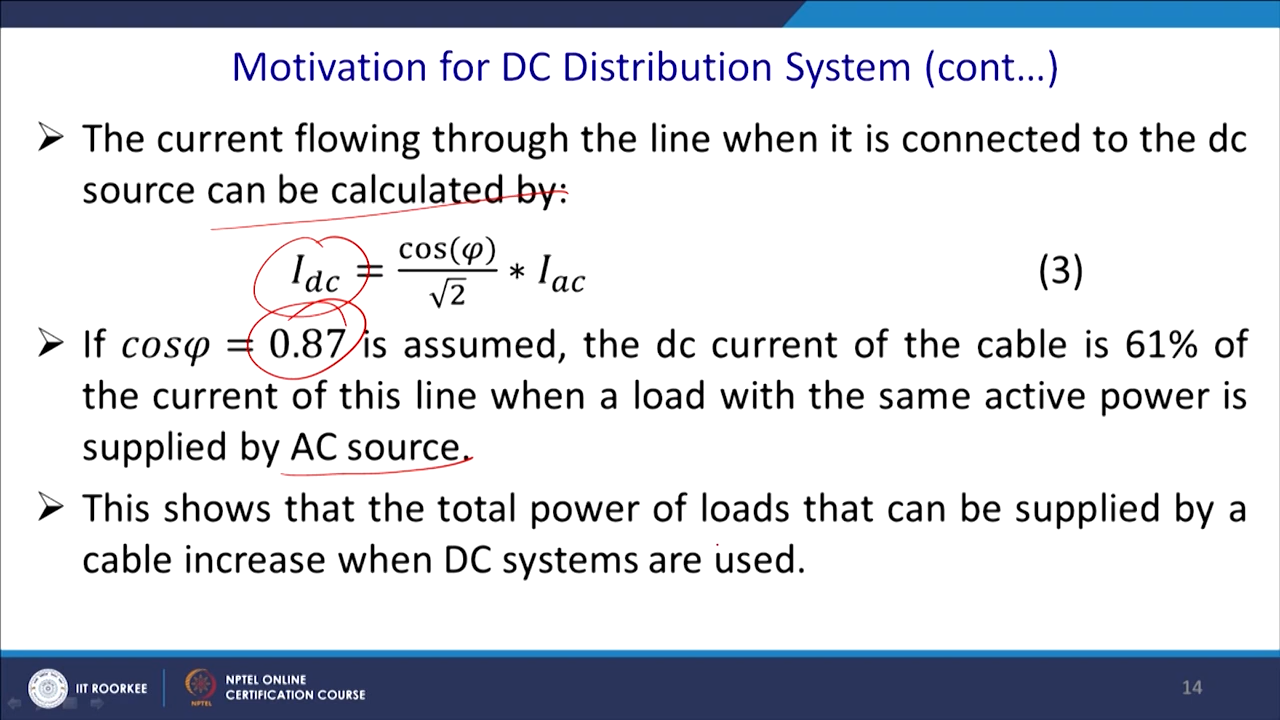 Motivation for DC Distribution System (cont...)
➢ The current flowing through the line when it is connected to the dc
source can be calculated by:
I_dc = cos(φ)/√2 * I_ac (3)
➢ If cosφ = 0.87 is assumed, the dc current of the cable is 61% of
the current of this line when a load with the same active power is
supplied by AC source.
➢ This shows that the total power of loads that can be supplied by a
cable increase when DC systems are used.
IIT ROORKEE
NPTEL
NPTEL ONLINE
CERTIFICATION COURSE
14